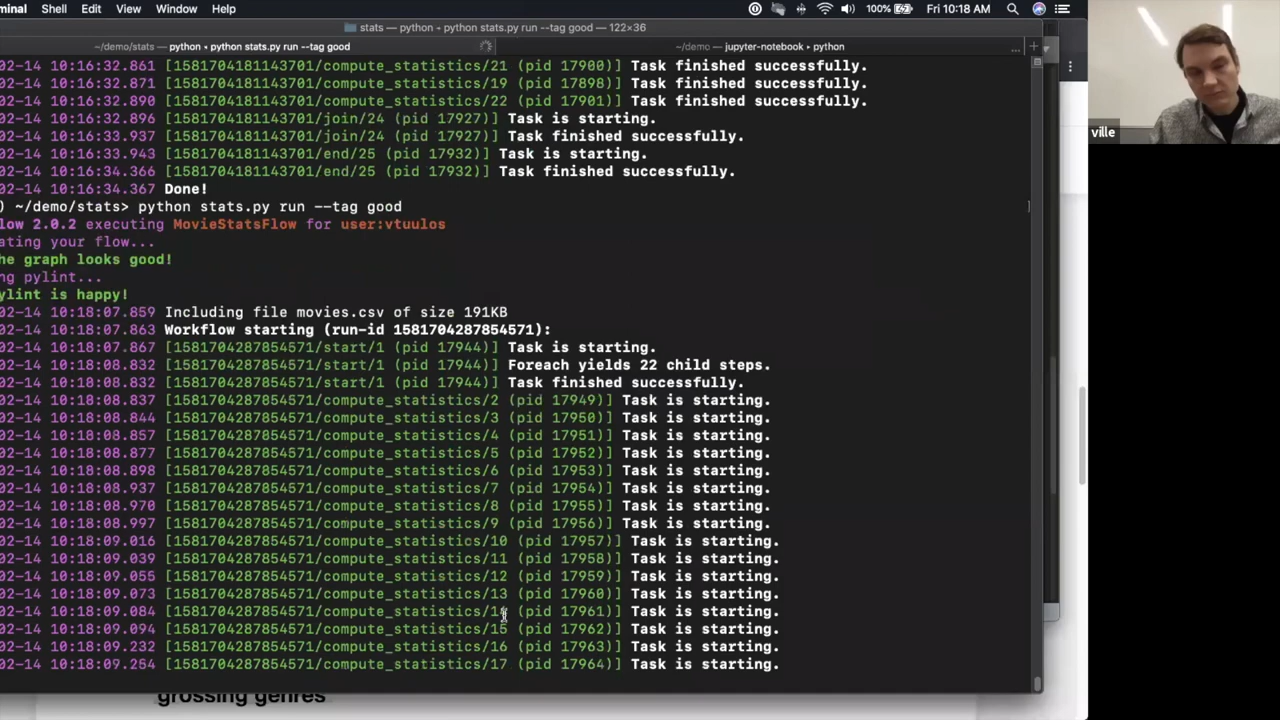 minal Shell Edit View Window Help 100% Fri 10:18 AM
stats — python • python stats.py run --tag good — 122×36
~/demo/stats — python • python stats.py run --tag good ~/demo — jupyter-notebook ▸ python ... +
02-14 10:16:32.861 [1581704181143701/compute_statistics/21 (pid 17900)] Task finished successfully.
02-14 10:16:32.871 [1581704181143701/compute_statistics/19 (pid 17898)] Task finished successfully.
02-14 10:16:32.890 [1581704181143701/compute_statistics/22 (pid 17901)] Task finished successfully.
02-14 10:16:32.896 [1581704181143701/join/24 (pid 17927)] Task is starting.
02-14 10:16:33.937 [1581704181143701/join/24 (pid 17927)] Task finished successfully.
02-14 10:16:33.943 [1581704181143701/end/25 (pid 17932)] Task is starting.
02-14 10:16:34.366 [1581704181143701/end/25 (pid 17932)] Task finished successfully.
02-14 10:16:34.367 Done!
) ~/demo/stats> python stats.py run --tag good
low 2.0.2 executing MovieStatsFlow for user:vtuulos
ating your flow...
he graph looks good!
ng pylint...
ylint is happy!
02-14 10:18:07.859 Including file movies.csv of size 191KB
02-14 10:18:07.863 Workflow starting (run-id 1581704287854571):
02-14 10:18:07.867 [1581704287854571/start/1 (pid 17944)] Task is starting.
02-14 10:18:08.832 [1581704287854571/start/1 (pid 17944)] Foreach yields 22 child steps.
02-14 10:18:08.832 [1581704287854571/start/1 (pid 17944)] Task finished successfully.
02-14 10:18:08.837 [1581704287854571/compute_statistics/2 (pid 17949)] Task is starting.
02-14 10:18:08.844 [1581704287854571/compute_statistics/3 (pid 17950)] Task is starting.
02-14 10:18:08.857 [1581704287854571/compute_statistics/4 (pid 17951)] Task is starting.
02-14 10:18:08.877 [1581704287854571/compute_statistics/5 (pid 17952)] Task is starting.
02-14 10:18:08.898 [1581704287854571/compute_statistics/6 (pid 17953)] Task is starting.
02-14 10:18:08.937 [1581704287854571/compute_statistics/7 (pid 17954)] Task is starting.
02-14 10:18:08.970 [1581704287854571/compute_statistics/8 (pid 17955)] Task is starting.
02-14 10:18:08.997 [1581704287854571/compute_statistics/9 (pid 17956)] Task is starting.
02-14 10:18:09.016 [1581704287854571/compute_statistics/10 (pid 17957)] Task is starting.
02-14 10:18:09.039 [1581704287854571/compute_statistics/11 (pid 17958)] Task is starting.
02-14 10:18:09.055 [1581704287854571/compute_statistics/12 (pid 17959)] Task is starting.
02-14 10:18:09.073 [1581704287854571/compute_statistics/13 (pid 17960)] Task is starting.
02-14 10:18:09.084 [1581704287854571/compute_statistics/14 (pid 17961)] Task is starting.
02-14 10:18:09.094 [1581704287854571/compute_statistics/15 (pid 17962)] Task is starting.
02-14 10:18:09.232 [1581704287854571/compute_statistics/16 (pid 17963)] Task is starting.
02-14 10:18:09.254 [1581704287854571/compute_statistics/17 (pid 17964)] Task is starting.
grossing genres
ville